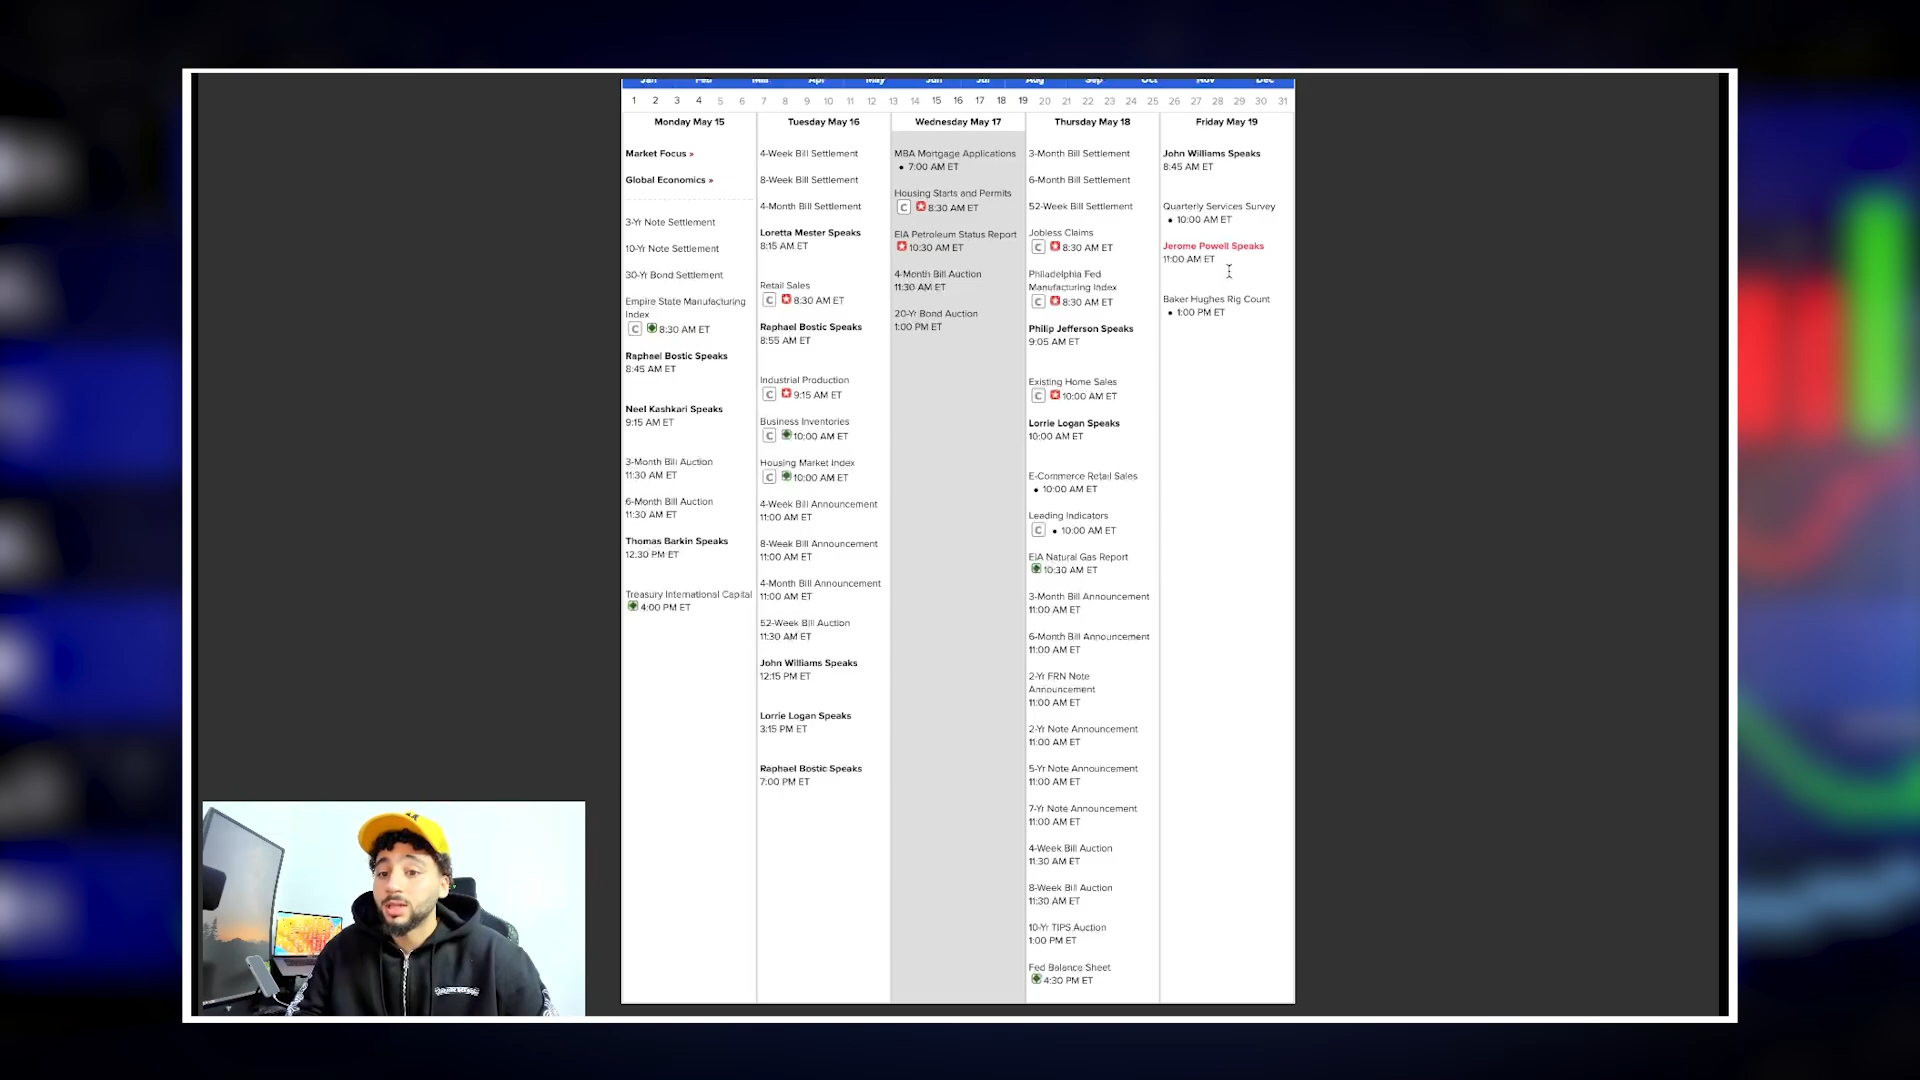 Jan Feb Mar Apr May Jun Jul Aug Sep Oct Nov Dec
1 2 3 4 5 6 7 8 9 10 11 12 13 14 15 16 17 18 19 20 21 22 23 24 25 26 27 28 29 30 31
Monday May 15
Market Focus »
Global Economics »
3-Yr Note Settlement
10-Yr Note Settlement
30-Yr Bond Settlement
Empire State Manufacturing
Index
C 8:30 AM ET
Raphael Bostic Speaks
8:45 AM ET
Neel Kashkari Speaks
9:15 AM ET
3-Month Bill Auction
11:30 AM ET
6-Month Bill Auction
11:30 AM ET
Thomas Barkin Speaks
12:30 PM ET
Treasury International Capital
4:00 PM ET
Tuesday May 16
4-Week Bill Settlement
8-Week Bill Settlement
4-Month Bill Settlement
Loretta Mester Speaks
8:15 AM ET
Retail Sales
C 8:30 AM ET
Raphael Bostic Speaks
8:55 AM ET
Industrial Production
C 9:15 AM ET
Business Inventories
C 10:00 AM ET
Housing Market Index
C 10:00 AM ET
4-Week Bill Announcement
11:00 AM ET
8-Week Bill Announcement
11:00 AM ET
4-Month Bill Announcement
11:00 AM ET
52-Week Bill Auction
11:30 AM ET
John Williams Speaks
12:15 PM ET
Lorrie Logan Speaks
3:15 PM ET
Raphael Bostic Speaks
7:00 PM ET
Wednesday May 17
MBA Mortgage Applications
• 7:00 AM ET
Housing Starts and Permits
C 8:30 AM ET
EIA Petroleum Status Report
10:30 AM ET
4-Month Bill Auction
11:30 AM ET
20-Yr Bond Auction
1:00 PM ET
Thursday May 18
3-Month Bill Settlement
6-Month Bill Settlement
52-Week Bill Settlement
Jobless Claims
C 8:30 AM ET
Philadelphia Fed
Manufacturing Index
C 8:30 AM ET
Philip Jefferson Speaks
9:05 AM ET
Existing Home Sales
C 10:00 AM ET
Lorrie Logan Speaks
10:00 AM ET
E-Commerce Retail Sales
• 10:00 AM ET
Leading Indicators
C • 10:00 AM ET
EIA Natural Gas Report
10:30 AM ET
3-Month Bill Announcement
11:00 AM ET
6-Month Bill Announcement
11:00 AM ET
2-Yr FRN Note
Announcement
11:00 AM ET
2-Yr Note Announcement
11:00 AM ET
5-Yr Note Announcement
11:00 AM ET
7-Yr Note Announcement
11:00 AM ET
4-Week Bill Auction
11:30 AM ET
8-Week Bill Auction
11:30 AM ET
10-Yr TIPS Auction
1:00 PM ET
Fed Balance Sheet
4:30 PM ET
Friday May 19
John Williams Speaks
8:45 AM ET
Quarterly Services Survey
• 10:00 AM ET
Jerome Powell Speaks
11:00 AM ET
Baker Hughes Rig Count
• 1:00 PM ET